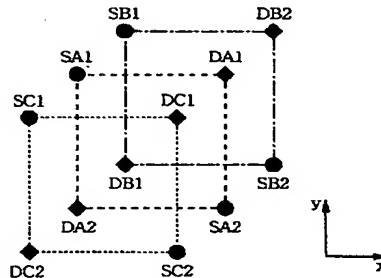 SB1 DB2
SA1 DA1
SC1 DC1
DB1 SB2
DA2 SA2
y
DC2 SC2
x